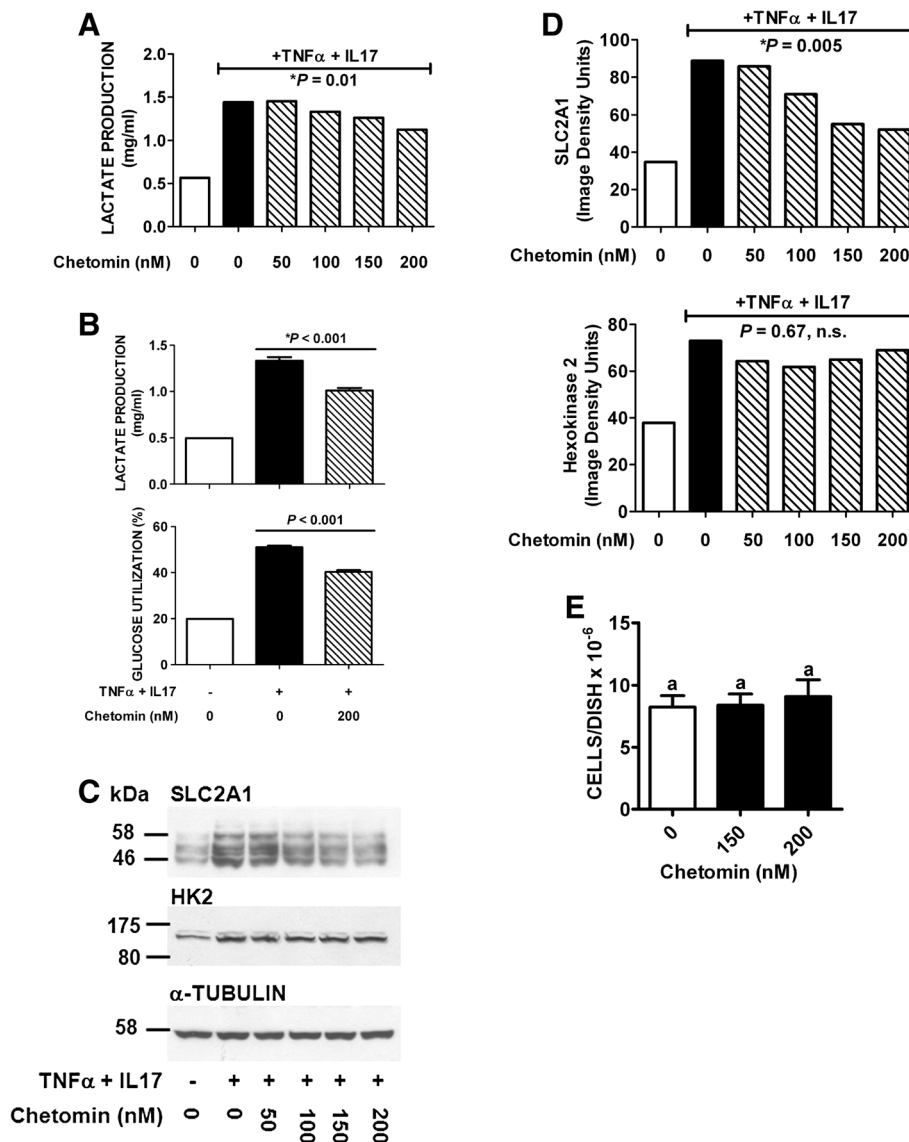 A
LACTATE PRODUCTION
(mg/ml)
2.0
1.5
1.0
0.5
0.0
+TNFα + IL17
*P = 0.01
Chetomin (nM) 0 0 50 100 150 200
B
LACTATE PRODUCTION
(mg/ml)
1.5
1.0
0.5
0.0
*P < 0.001
GLUCOSE UTILIZATION (%)
60
40
20
0
P < 0.001
TNFα + IL17 - + +
Chetomin (nM) 0 0 200
C
kDa SLC2A1
58
46
HK2
175
80
α-TUBULIN
58
TNFα + IL17 - + + + + +
Chetomin (nM) 0 0 50 100 150 200
D
SLC2A1
(Image Density Units)
100
80
60
40
20
0
+TNFα + IL17
*P = 0.005
Chetomin (nM) 0 0 50 100 150 200
Hexokinase 2
(Image Density Units)
80
60
40
20
0
+TNFα + IL17
P = 0.67, n.s.
Chetomin (nM) 0 0 50 100 150 200
E
CELLS/DISH x 10-6
15
10
5
0
a a a
0 150 200
Chetomin (nM)